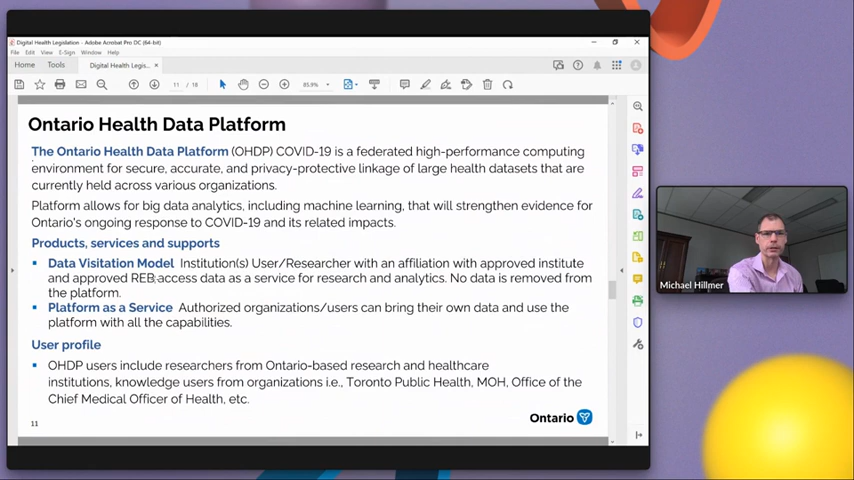 Digital Health Legislation - Adobe Acrobat Pro DC (64-bit)
File Edit View E-Sign Window Help
Home Tools Digital Health Legis... ×
11 / 18 85.9%
Ontario Health Data Platform
The Ontario Health Data Platform (OHDP) COVID-19 is a federated high-performance computing
environment for secure, accurate, and privacy-protective linkage of large health datasets that are
currently held across various organizations.
Platform allows for big data analytics, including machine learning, that will strengthen evidence for
Ontario's ongoing response to COVID-19 and its related impacts.
Products, services and supports
▪ Data Visitation Model Institution(s) User/Researcher with an affiliation with approved institute
and approved REB access data as a service for research and analytics. No data is removed from
the platform.
▪ Platform as a Service Authorized organizations/users can bring their own data and use the
platform with all the capabilities.
User profile
▪ OHDP users include researchers from Ontario-based research and healthcare
institutions, knowledge users from organizations i.e., Toronto Public Health, MOH, Office of the
Chief Medical Officer of Health, etc.
11
Ontario
Michael Hillmer